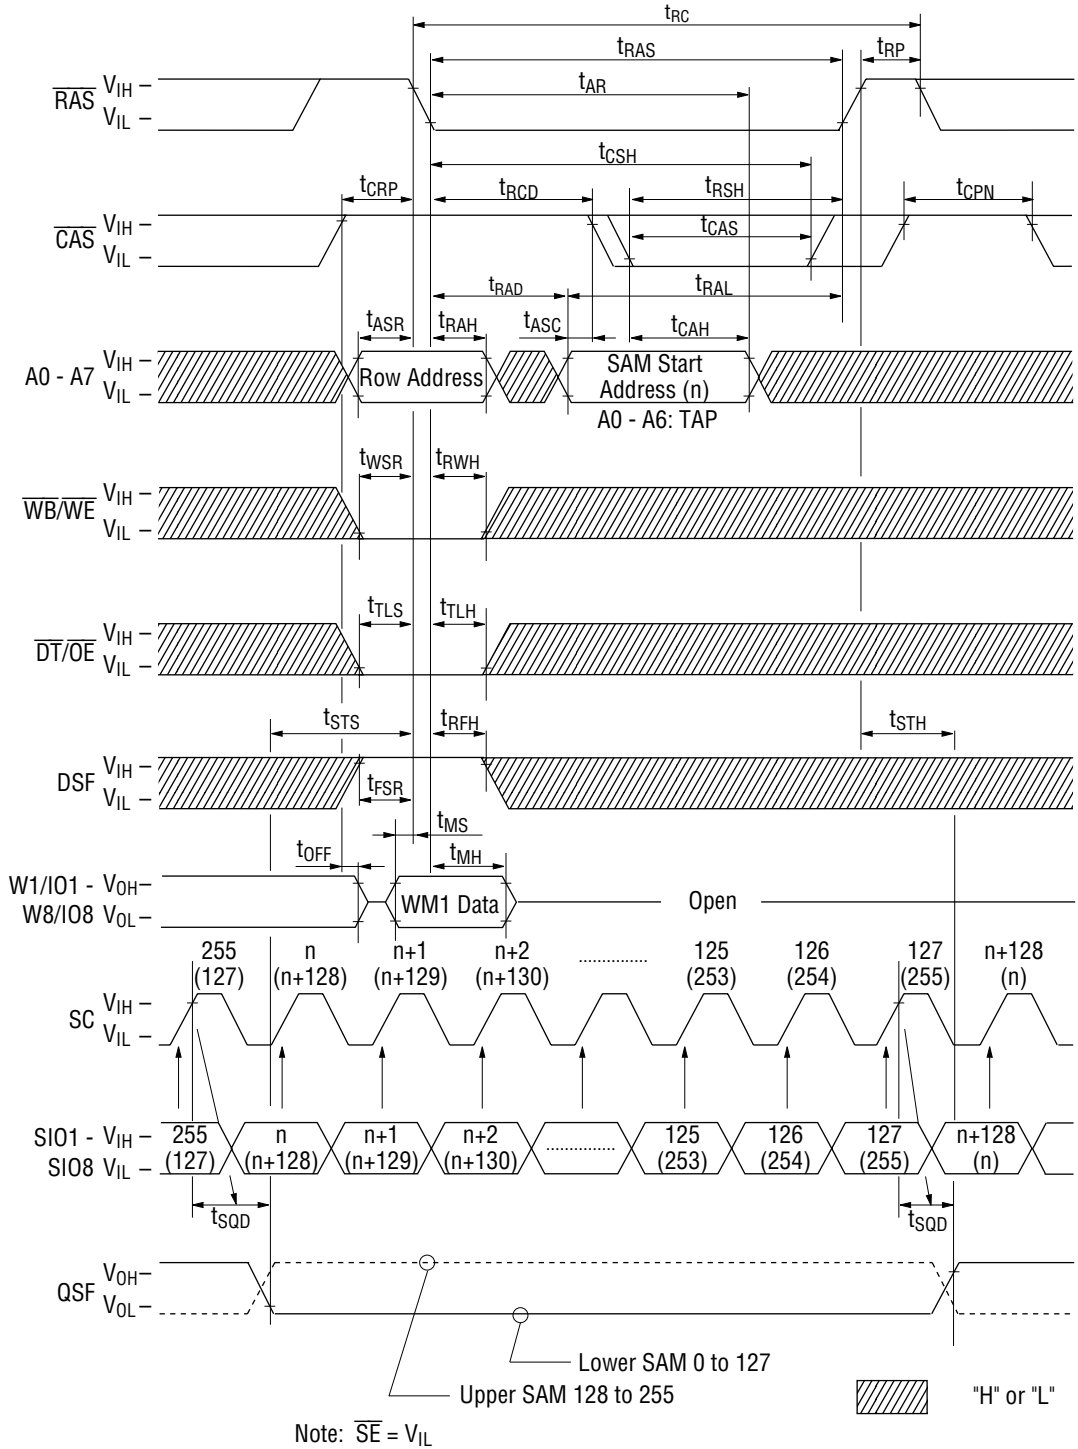 tRC
tRAS
tRP
tAR
RAS VIH –
VIL –
tCSH
tCRP tRCD tRSH tCPN
CAS VIH –
VIL –
tCAS
tRAD tRAL
tASR tRAH tASC tCAH
A0 - A7 VIH –
VIL –
Row Address
SAM Start
Address (n)
A0 - A6: TAP
tWSR tRWH
WB/WE VIH –
VIL –
tTLS tTLH
DT/OE VIH –
VIL –
tSTS tRFH tSTH
DSF VIH –
VIL –
tFSR
tMS
tOFF tMH
W1/IO1 - VOH–
W8/IO8 VOL–
WM1 Data
Open
255 n n+1 n+2 125 126 127 n+128
(127) (n+128) (n+129) (n+130) ............... (253) (254) (255) (n)
SC VIH –
VIL –
SIO1 - VIH – 255 n n+1 n+2 125 126 127 n+128
SIO8 VIL – (127) (n+128) (n+129) (n+130) ............... (253) (254) (255) (n)
tSQD tSQD
QSF VOH–
VOL–
Lower SAM 0 to 127
Upper SAM 128 to 255
"H" or "L"
Note: SE = VIL